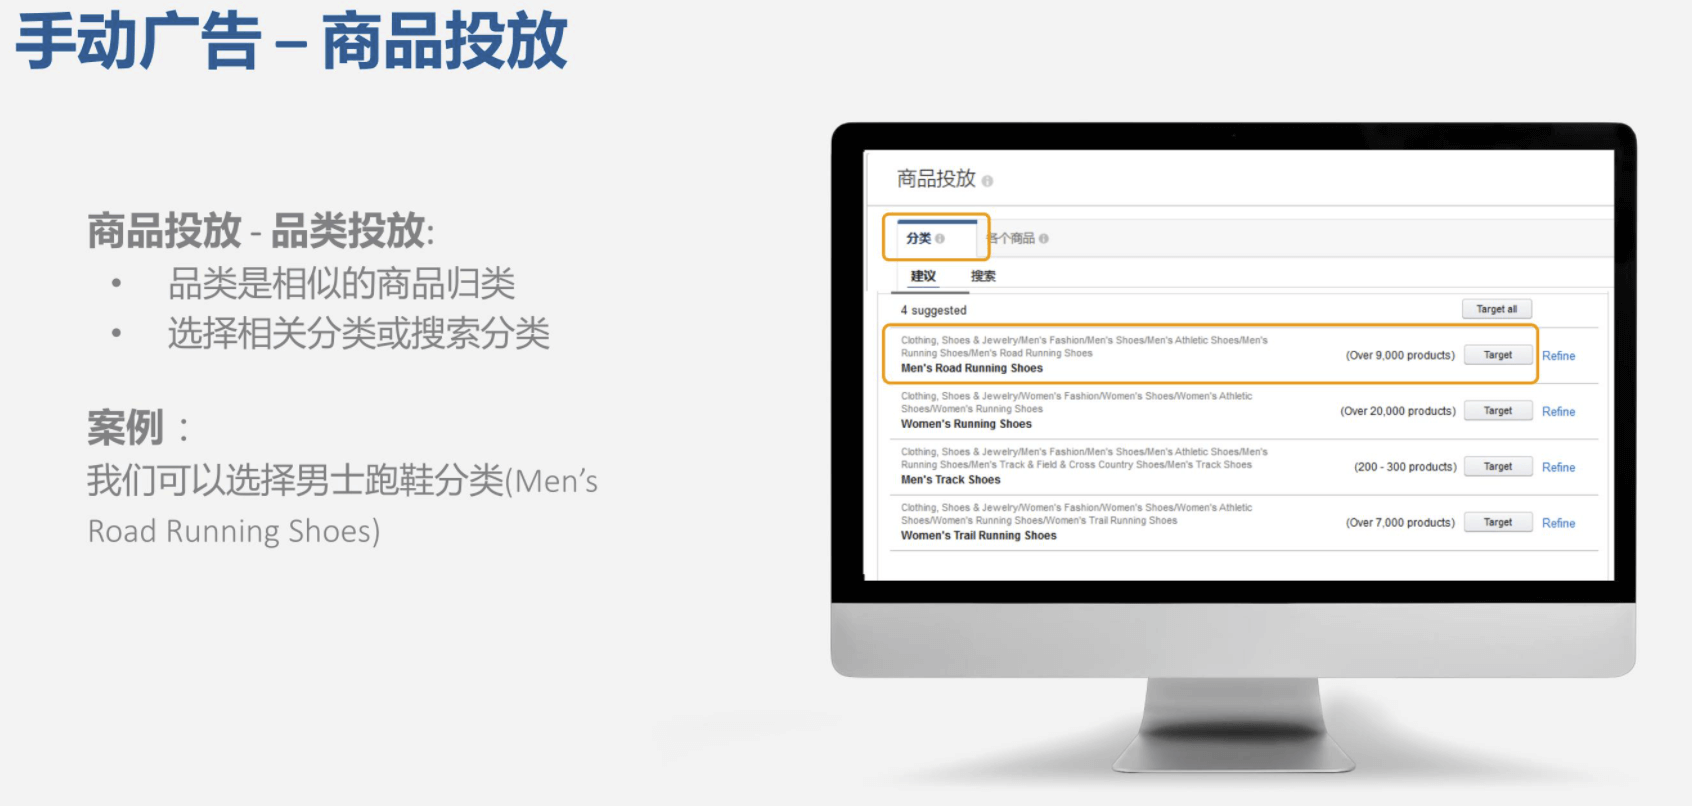 手动广告 – 商品投放
商品投放 - 品类投放:
• 品类是相似的商品归类
• 选择相关分类或搜索分类
案例：
我们可以选择男士跑鞋分类(Men’s
Road Running Shoes)
商品投放
分类
各个商品
建议 搜索
4 suggested
Target all
Clothing, Shoes & Jewelry/Men's Fashion/Men's Shoes/Men's Athletic Shoes/Men's
Running Shoes/Men's Road Running Shoes
Men's Road Running Shoes
(Over 9,000 products) Target Refine
Clothing, Shoes & Jewelry/Women's Fashion/Women's Shoes/Women's Athletic
Shoes/Women's Running Shoes
Women's Running Shoes
(Over 20,000 products) Target Refine
Clothing, Shoes & Jewelry/Men's Fashion/Men's Shoes/Men's Athletic Shoes/Men's
Running Shoes/Men's Track & Field & Cross Country Shoes/Men's Track Shoes
Men's Track Shoes
(200 - 300 products) Target Refine
Clothing, Shoes & Jewelry/Women's Fashion/Women's Shoes/Women's Athletic
Shoes/Women's Running Shoes/Women's Trail Running Shoes
Women's Trail Running Shoes
(Over 7,000 products) Target Refine